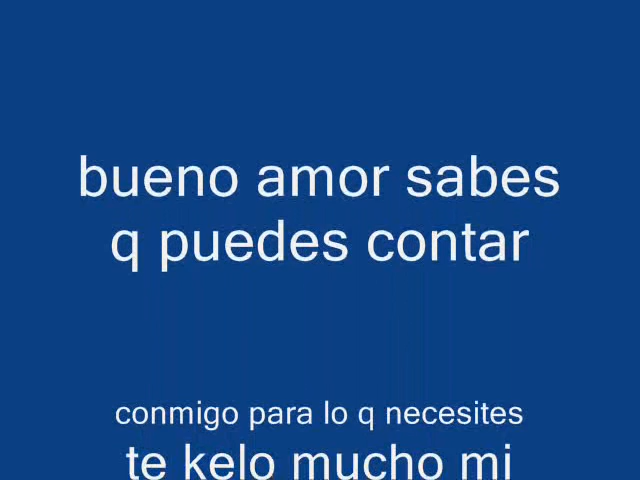 bueno amor sabes
q puedes contar
conmigo para lo q necesites
te kelo mucho mi